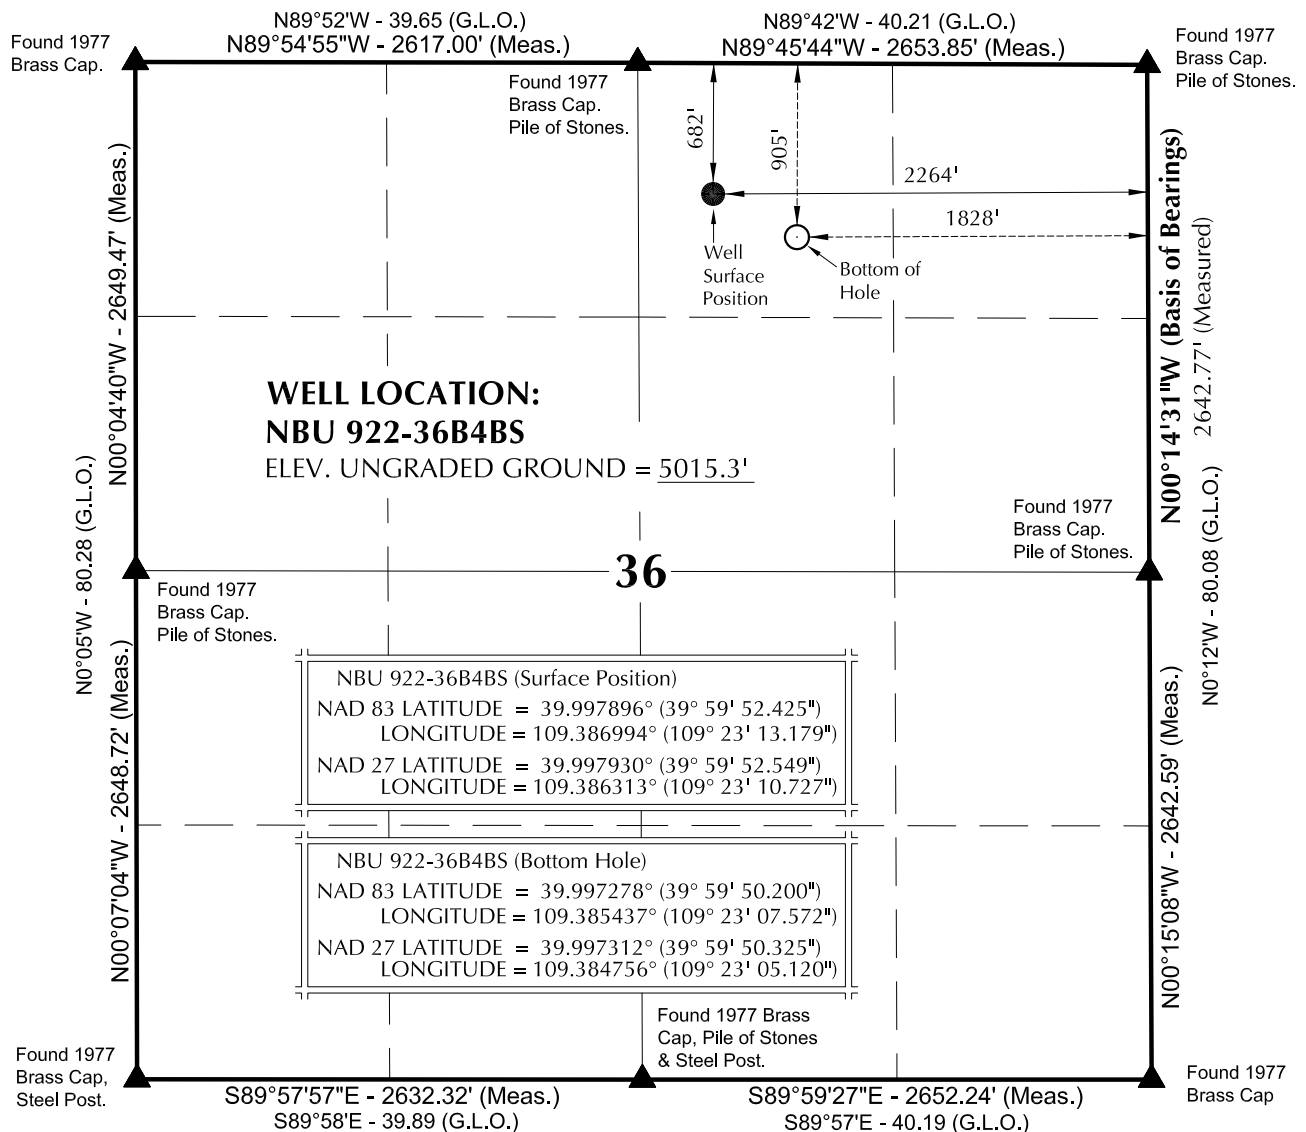 N89°52'W - 39.65 (G.L.O.)
N89°54'55"W - 2617.00' (Meas.)
N89°42'W - 40.21 (G.L.O.)
N89°45'44"W - 2653.85' (Meas.)
Found 1977
Brass Cap.
Found 1977
Brass Cap.
Pile of Stones.
Found 1977
Brass Cap.
Pile of Stones.
682'
905'
2264'
1828'
Well
Surface
Position
Bottom of
Hole
N00°04'40"W - 2649.47' (Meas.)
N00°14'31"W (Basis of Bearings)
2642.77' (Measured)
WELL LOCATION:
NBU 922-36B4BS
ELEV. UNGRADED GROUND = 5015.3'
N0°05'W - 80.28 (G.L.O.)
N0°12'W - 80.08 (G.L.O.)
Found 1977
Brass Cap.
Pile of Stones.
36
Found 1977
Brass Cap.
Pile of Stones.
N00°07'04"W - 2648.72' (Meas.)
N00°15'08"W - 2642.59' (Meas.)
NBU 922-36B4BS (Surface Position)
NAD 83 LATITUDE = 39.997896° (39° 59' 52.425")
LONGITUDE = 109.386994° (109° 23' 13.179")
NAD 27 LATITUDE = 39.997930° (39° 59' 52.549")
LONGITUDE = 109.386313° (109° 23' 10.727")
NBU 922-36B4BS (Bottom Hole)
NAD 83 LATITUDE = 39.997278° (39° 59' 50.200")
LONGITUDE = 109.385437° (109° 23' 07.572")
NAD 27 LATITUDE = 39.997312° (39° 59' 50.325")
LONGITUDE = 109.384756° (109° 23' 05.120")
Found 1977 Brass
Cap, Pile of Stones
& Steel Post.
Found 1977
Brass Cap,
Steel Post.
Found 1977
Brass Cap
S89°57'57"E - 2632.32' (Meas.)
S89°58'E - 39.89 (G.L.O.)
S89°59'27"E - 2652.24' (Meas.)
S89°57'E - 40.19 (G.L.O.)